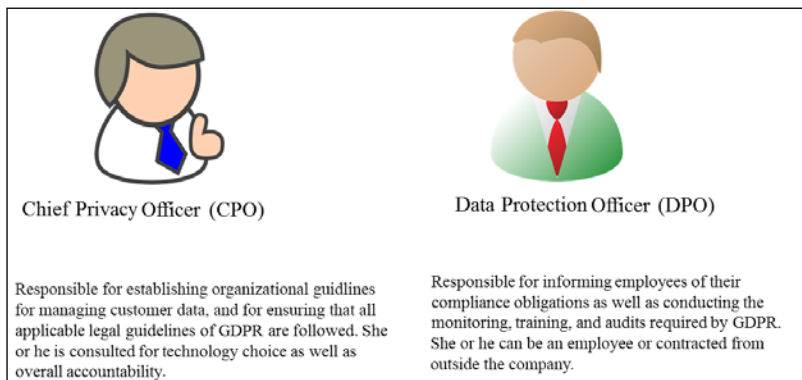 Chief Privacy Officer (CPO)
Responsible for establishing organizational guidlines
for managing customer data, and for ensuring that all
applicable legal guidelines of GDPR are followed. She
or he is consulted for technology choice as well as
overall accountability.
Data Protection Officer (DPO)
Responsible for informing employees of their
compliance obligations as well as conducting the
monitoring, training, and audits required by GDPR.
She or he can be an employee or contracted from
outside the company.